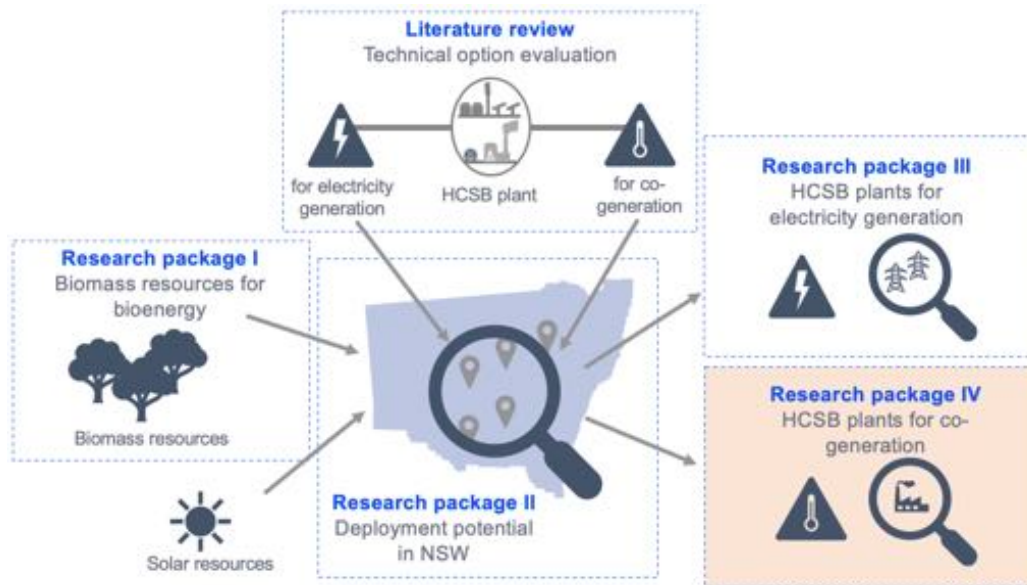 Literature review
Technical option evaluation
for electricity
generation
HCSB plant
for co-
generation
Research package I
Biomass resources for
bioenergy
Biomass resources
Solar resources
Research package II
Deployment potential
in NSW
Research package III
HCSB plants for
electricity generation
Research package IV
HCSB plants for co-
generation